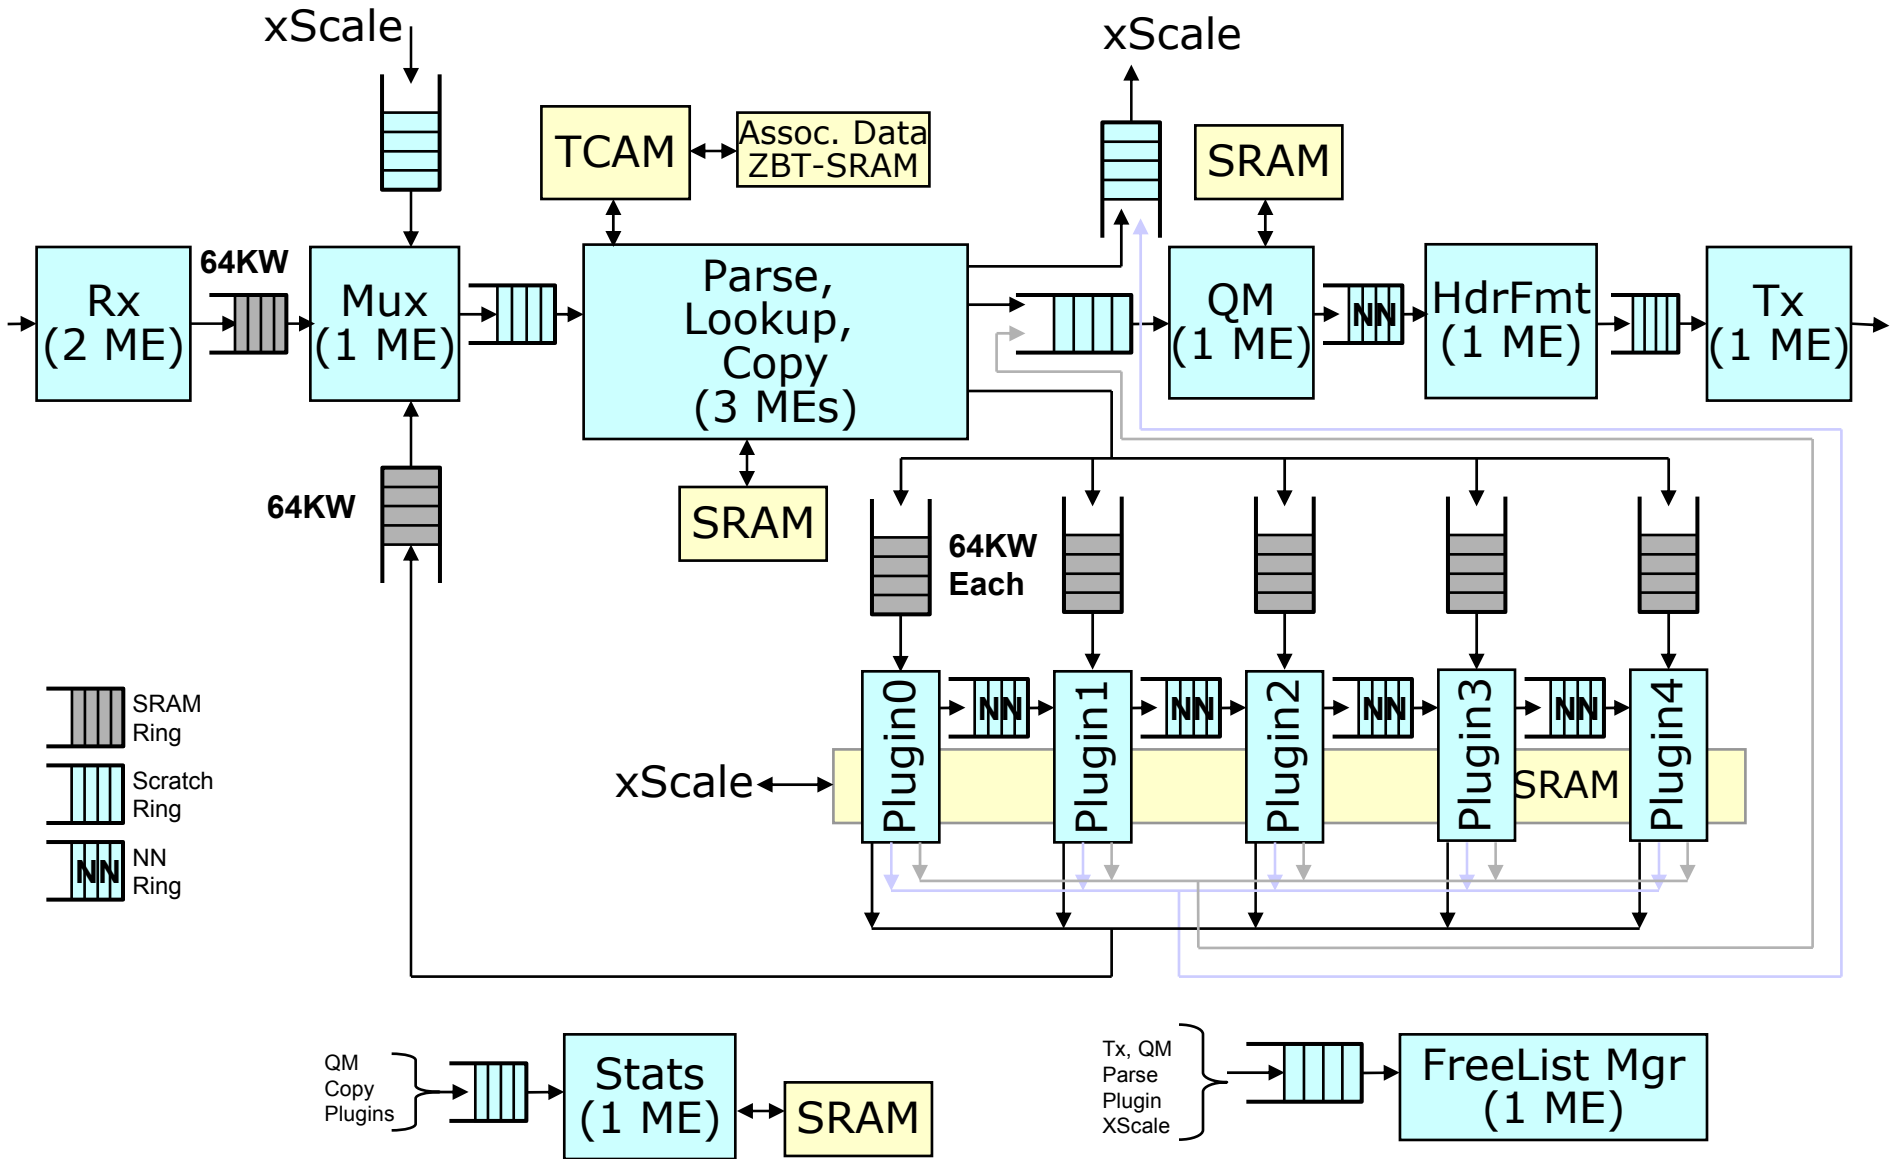 xScale
xScale
TCAM
Assoc. Data
ZBT-SRAM
SRAM
Rx
(2 ME)
64KW
Mux
(1 ME)
Parse,
Lookup,
Copy
(3 MEs)
QM
(1 ME)
NN
HdrFmt
(1 ME)
Tx
(1 ME)
64KW
SRAM
64KW
Each
Plugin0
NN
Plugin1
NN
Plugin2
NN
Plugin3
NN
Plugin4
xScale
SRAM
SRAM
Ring
Scratch
Ring
NN
NN
Ring
QM
Copy
Plugins
Stats
(1 ME)
SRAM
Tx, QM
Parse
Plugin
XScale
FreeList Mgr
(1 ME)